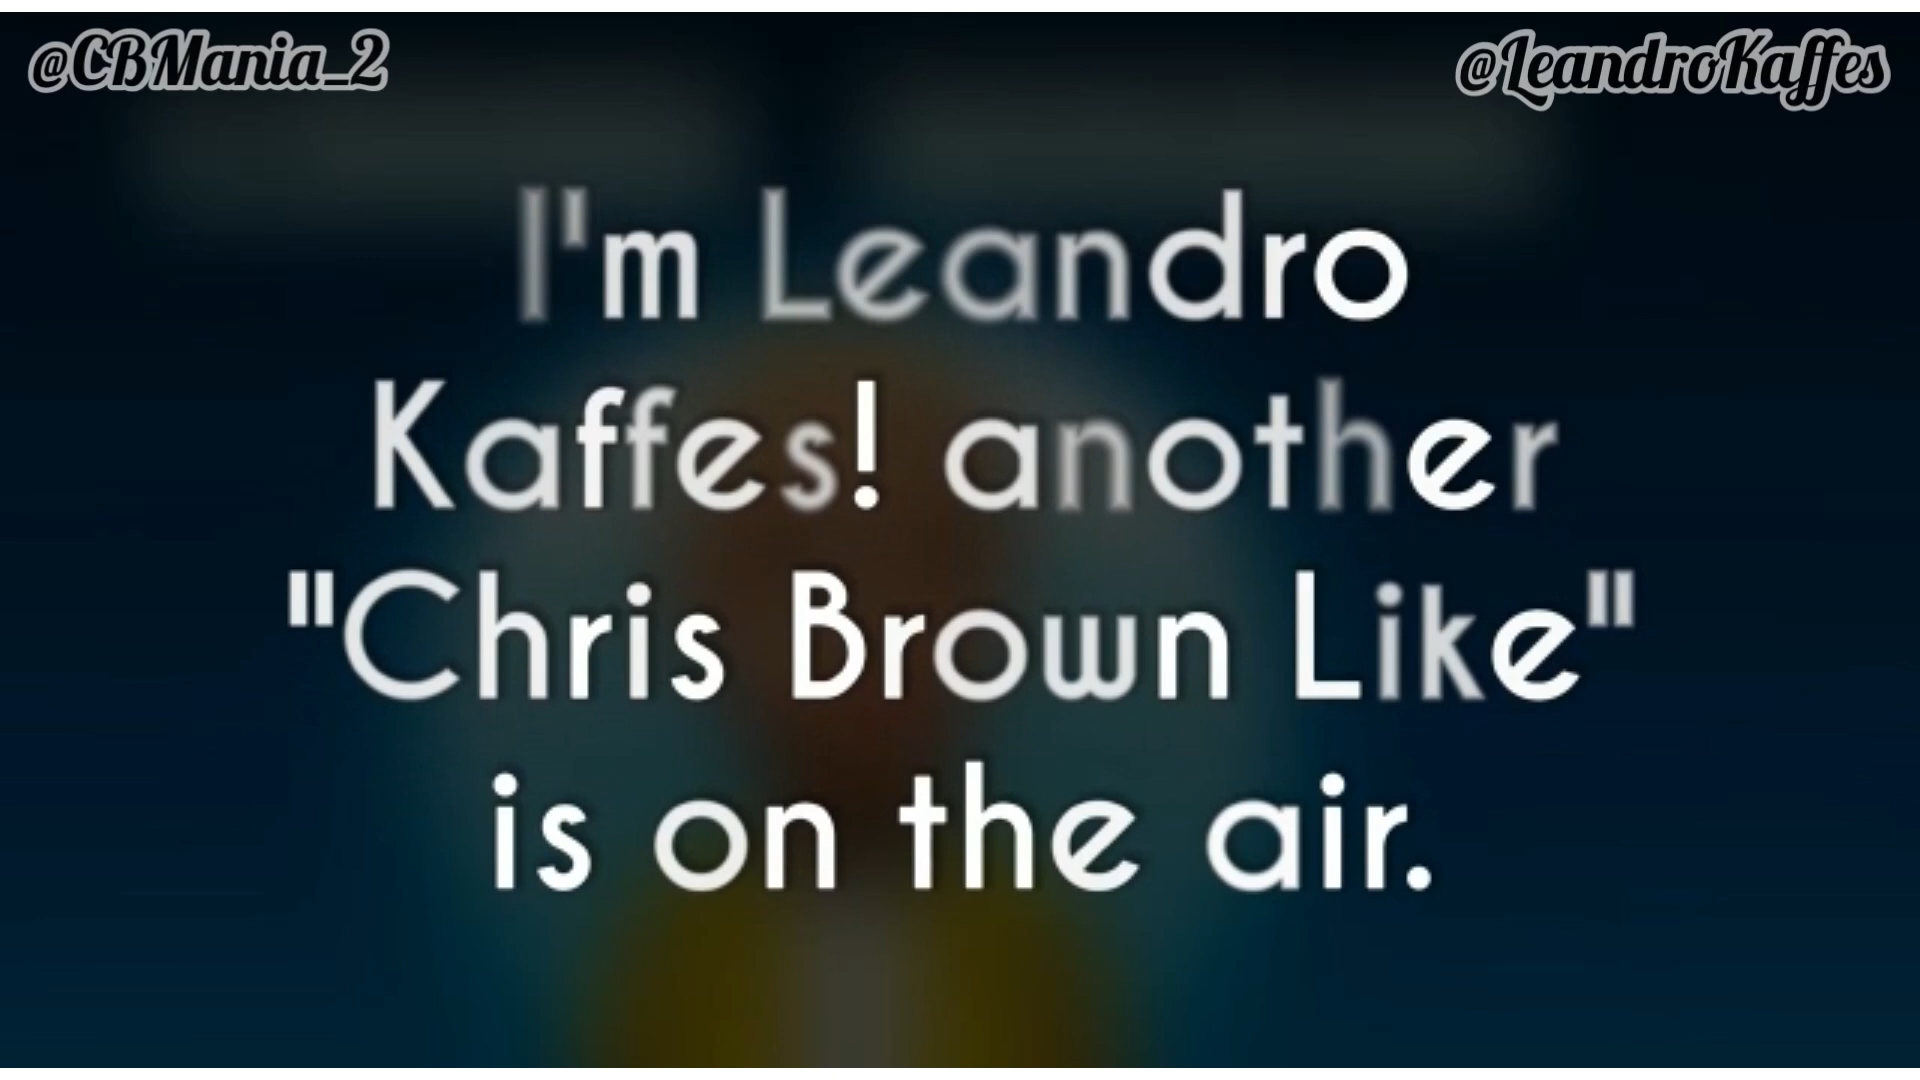 @CBMania_2
@LeandroKaffes
I'm Leandro
Kaffes! another
"Chris Brown Like"
is on the air.